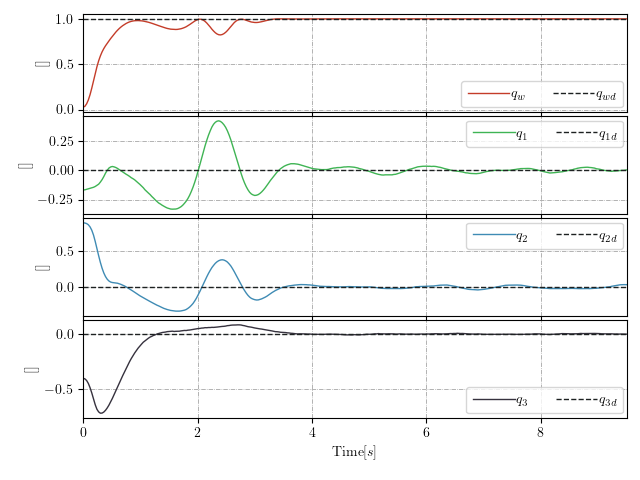 1.0
0.5
0.0
[]
q_w q_{wd}
0.25
0.00
−0.25
[]
q_1 q_{1d}
0.5
0.0
[]
q_2 q_{2d}
0.0
−0.5
[]
q_3 q_{3d}
0 2 4 6 8
Time[s]